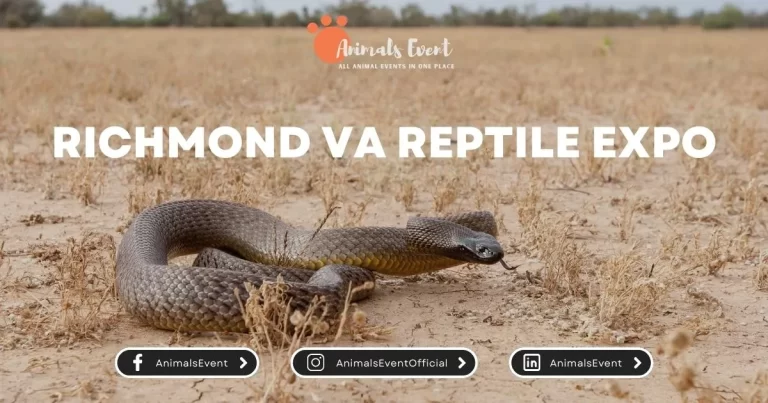 Animals Event
ALL ANIMAL EVENTS IN ONE PLACE
RICHMOND VA REPTILE EXPO
AnimalsEvent
AnimalsEventOfficial
AnimalsEvent